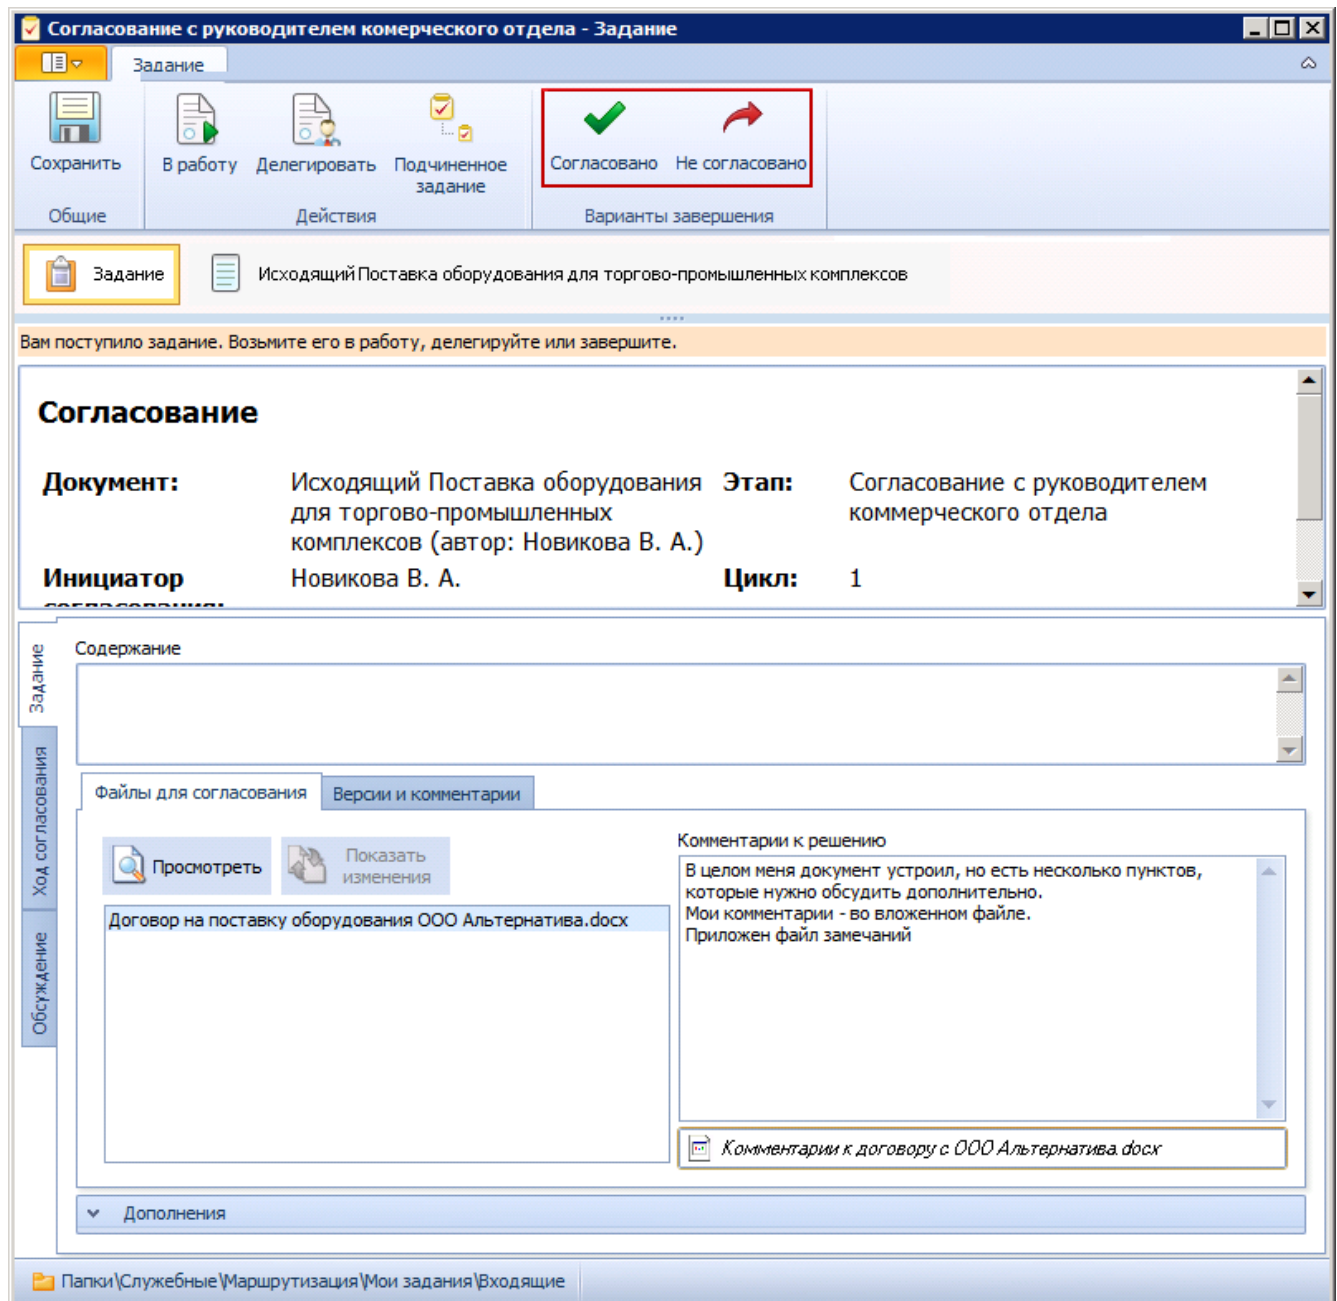 Согласование с руководителем комерческого отдела - Задание
Задание
Сохранить
В работу
Делегировать
Подчиненное
задание
Согласовано
Не согласовано
Общие
Действия
Варианты завершения
Задание
Исходящий Поставка оборудования для торгово-промышленных комплексов
Вам поступило задание. Возьмите его в работу, делегируйте или завершите.
Согласование
Документ:
Исходящий Поставка оборудования
для торгово-промышленных
комплексов (автор: Новикова В. А.)
Этап:
Согласование с руководителем
коммерческого отдела
Инициатор
согласования:
Новикова В. А.
Цикл:
1
Задание
Ход согласования
Обсуждение
Содержание
Файлы для согласования
Версии и комментарии
Просмотреть
Показать
изменения
Договор на поставку оборудования ООО Альтернатива.docx
Комментарии к решению
В целом меня документ устроил, но есть несколько пунктов,
которые нужно обсудить дополнительно.
Мои комментарии - во вложенном файле.
Приложен файл замечаний
Комментарии к договору с ООО Альтернатива.docx
Дополнения
Папки\Служебные\Маршрутизация\Мои задания\Входящие